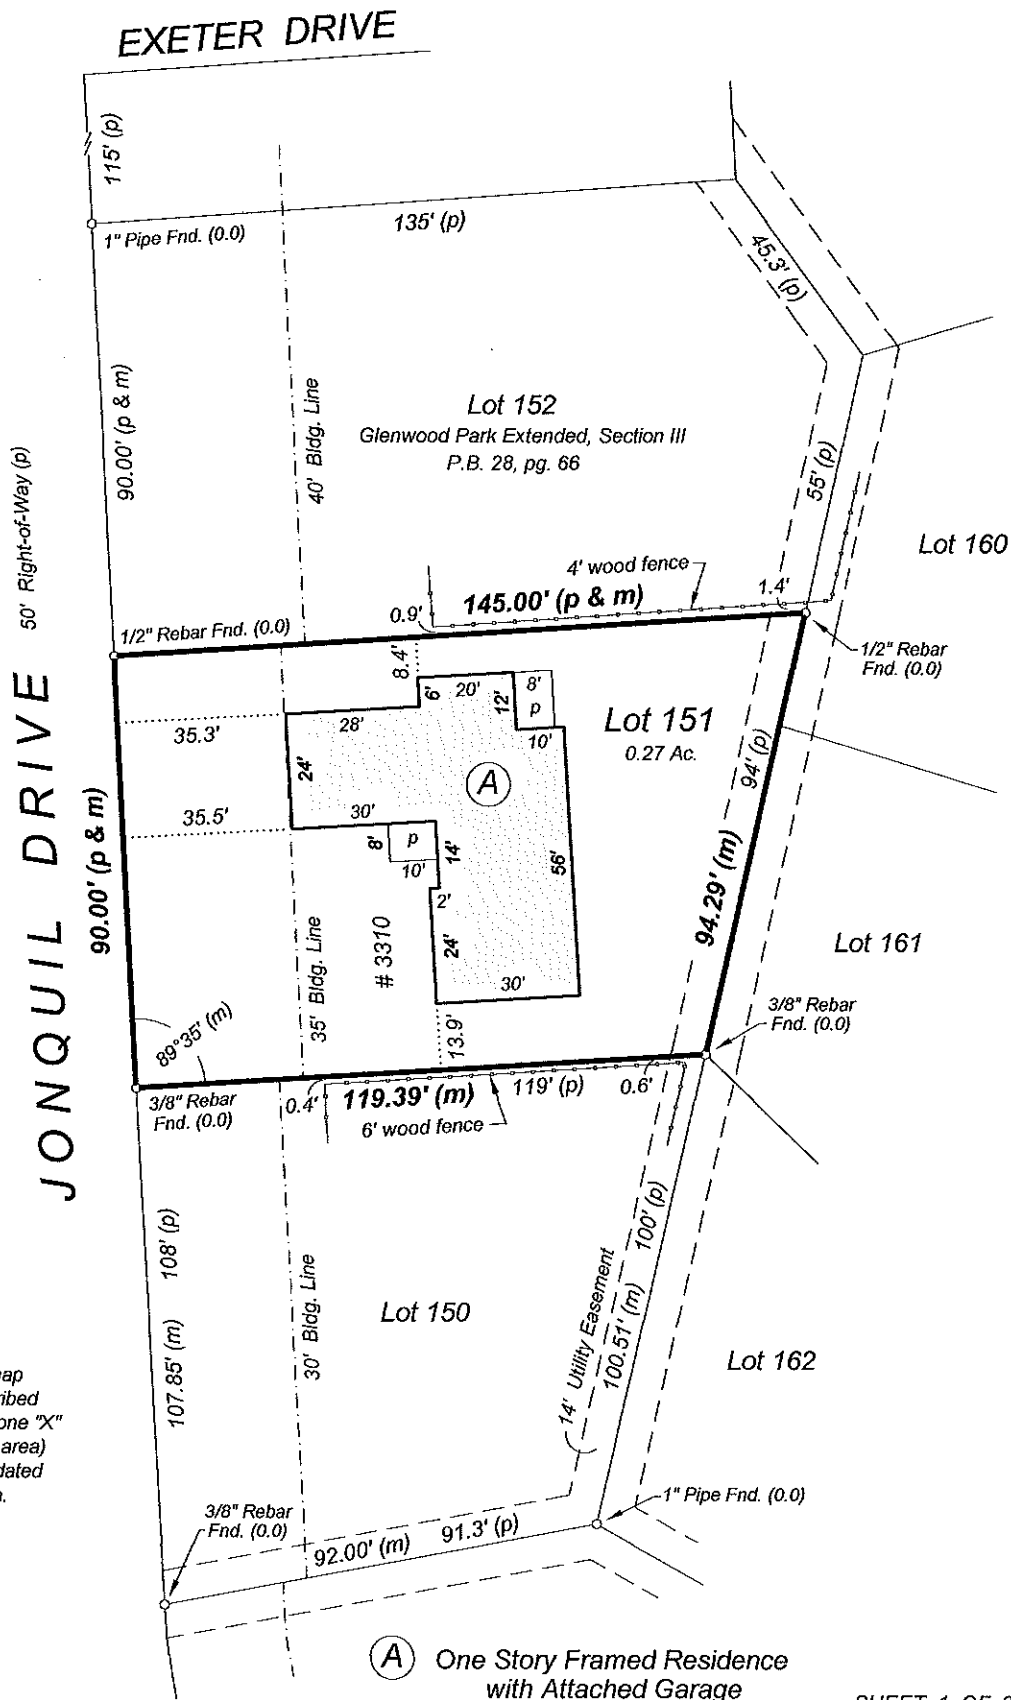 EXETER DRIVE
115' (p)
1" Pipe Fnd. (0.0)
135' (p)
45.3' (p)
90.00' (p & m)
40' Bldg. Line
Lot 152
Glenwood Park Extended, Section III
P.B. 28, pg. 66
50' Right-of-Way (p)
JONQUIL DRIVE
55' (p)
Lot 160
4' wood fence
1.4'
0.9'
145.00' (p & m)
1/2" Rebar Fnd. (0.0)
1/2" Rebar
Fnd. (0.0)
8.4'
6'
20'
12'
8'
p
10'
28'
35.3'
24'
Lot 151
0.27 Ac.
94' (p)
A
35.5'
30'
8'
p
10'
14'
56'
2'
90.00' (p & m)
94.29' (m)
Lot 161
# 3310
24'
30'
35' Bldg. Line
13.9'
89°35' (m)
3/8" Rebar
Fnd. (0.0)
3/8" Rebar
Fnd. (0.0)
0.4'
119.39' (m)
119' (p)
0.6'
6' wood fence
108' (p)
107.85' (m)
30' Bldg. Line
Lot 150
14' Utility Easement
100' (p)
100.51' (m)
Lot 162
ribed
one "X"
area)
dated
3/8" Rebar
Fnd. (0.0)
92.00' (m)
91.3' (p)
1" Pipe Fnd. (0.0)
A One Story Framed Residence
with Attached Garage
SHEET 1 OF